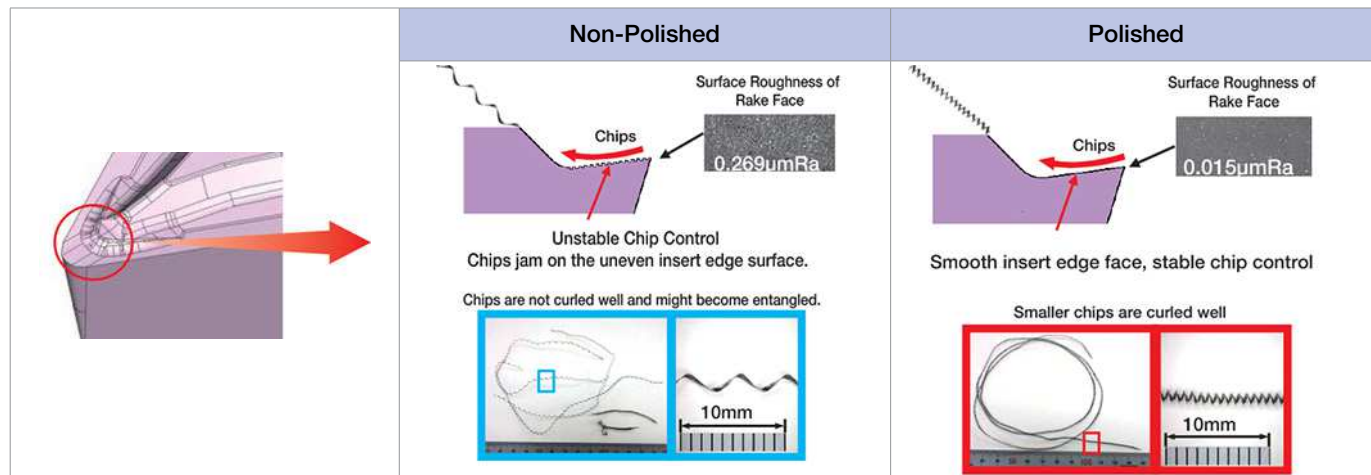 Non-Polished
Polished
Surface Roughness of
Rake Face
Chips
0.269umRa
Unstable Chip Control
Chips jam on the uneven insert edge surface.
Chips are not curled well and might become entangled.
10mm
Surface Roughness of
Rake Face
Chips
0.015µmRa
Smooth insert edge face, stable chip control
Smaller chips are curled well
10mm